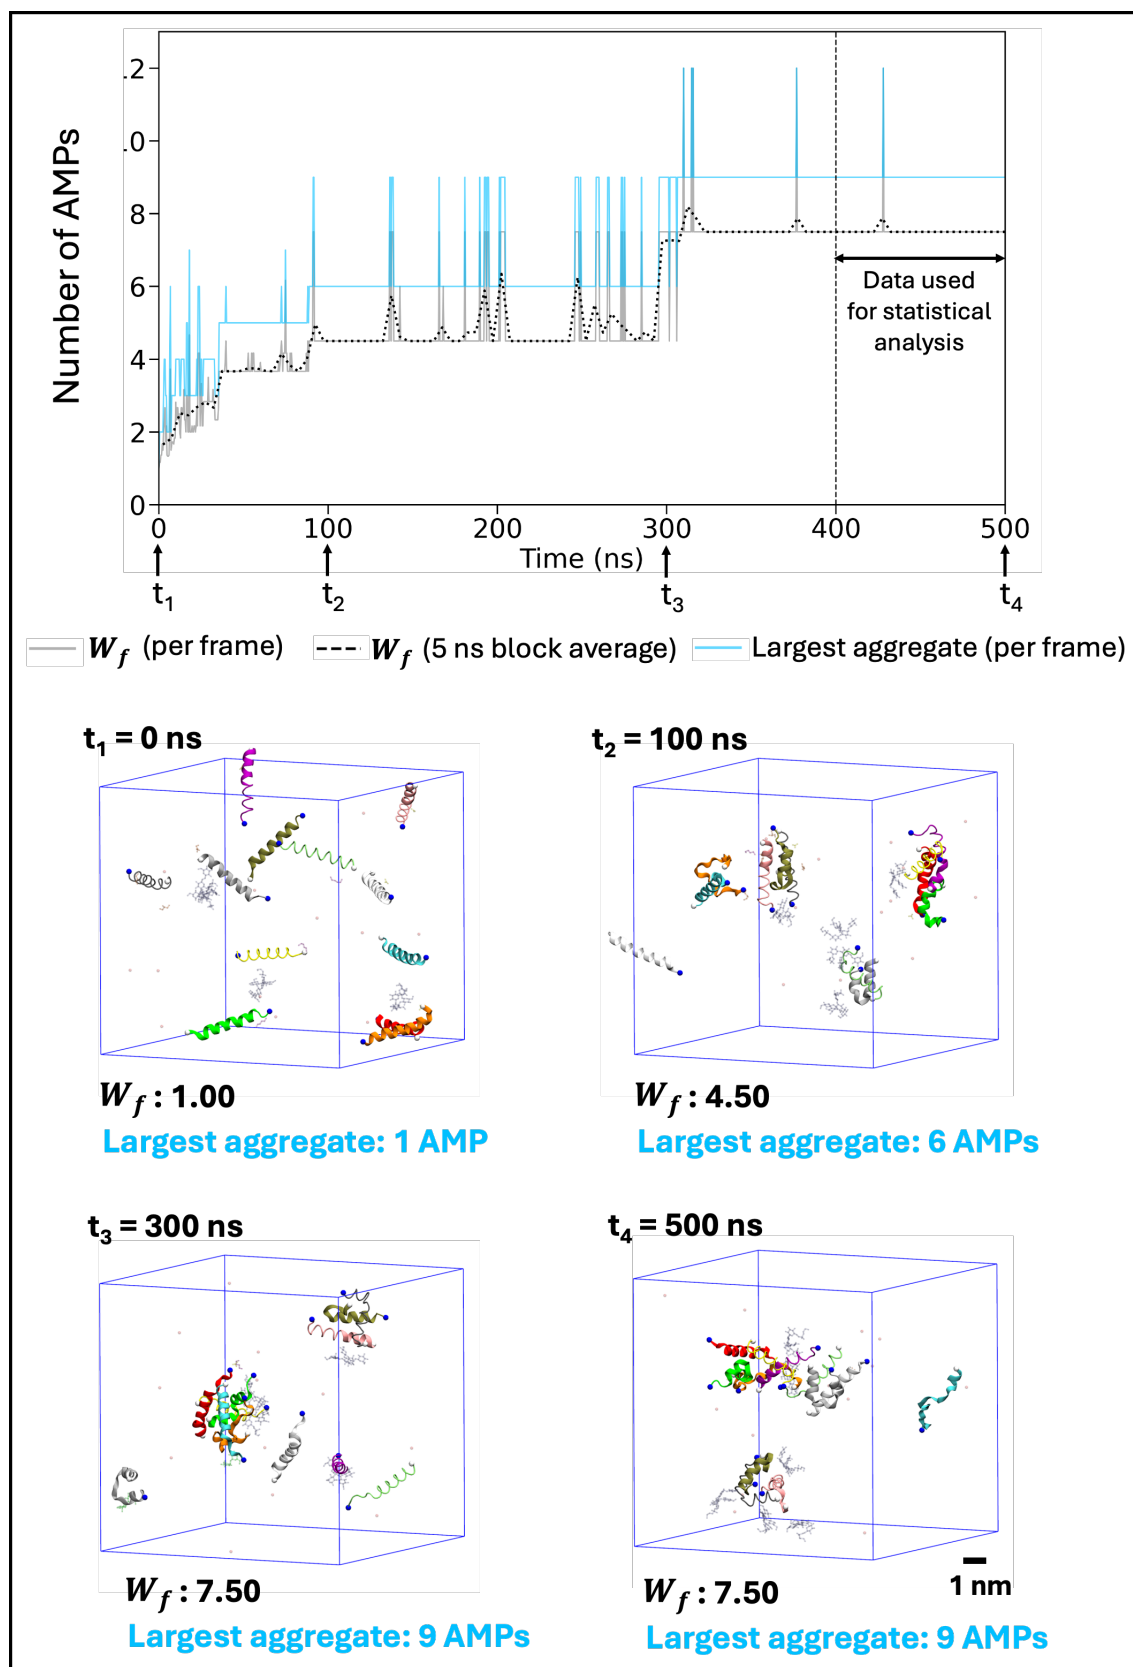 Number of AMPs
2
0
8
6
4
2
0
0 100 200 300 400 500
Time (ns)
Data used
for statistical
analysis
t1 t2 t3 t4
Wf (per frame) Wf (5 ns block average) Largest aggregate (per frame)
t1 = 0 ns
t2 = 100 ns
Wf : 1.00
Wf : 4.50
Largest aggregate: 1 AMP
Largest aggregate: 6 AMPs
t3 = 300 ns
t4 = 500 ns
1 nm
Wf : 7.50
Wf : 7.50
Largest aggregate: 9 AMPs
Largest aggregate: 9 AMPs